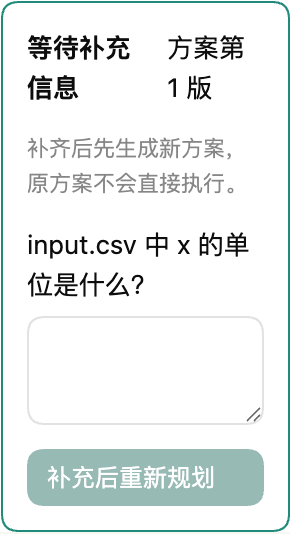 等待补充信息
方案第1版
补齐后先生成新方案，
原方案不会直接执行。
input.csv 中 x 的单
位是什么?
补充后重新规划